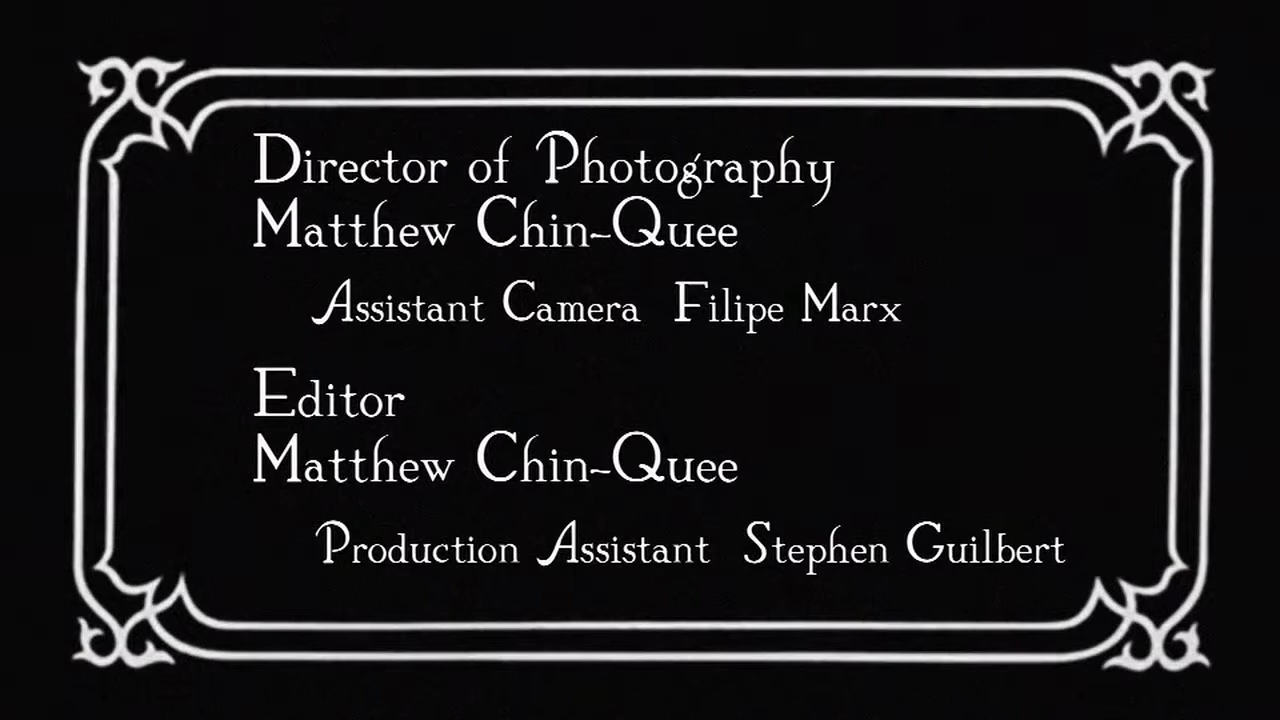 Director of Photography
Matthew Chin-Quee
Assistant Camera Filipe Marx
Editor
Matthew Chin-Quee
Production Assistant Stephen Guilbert